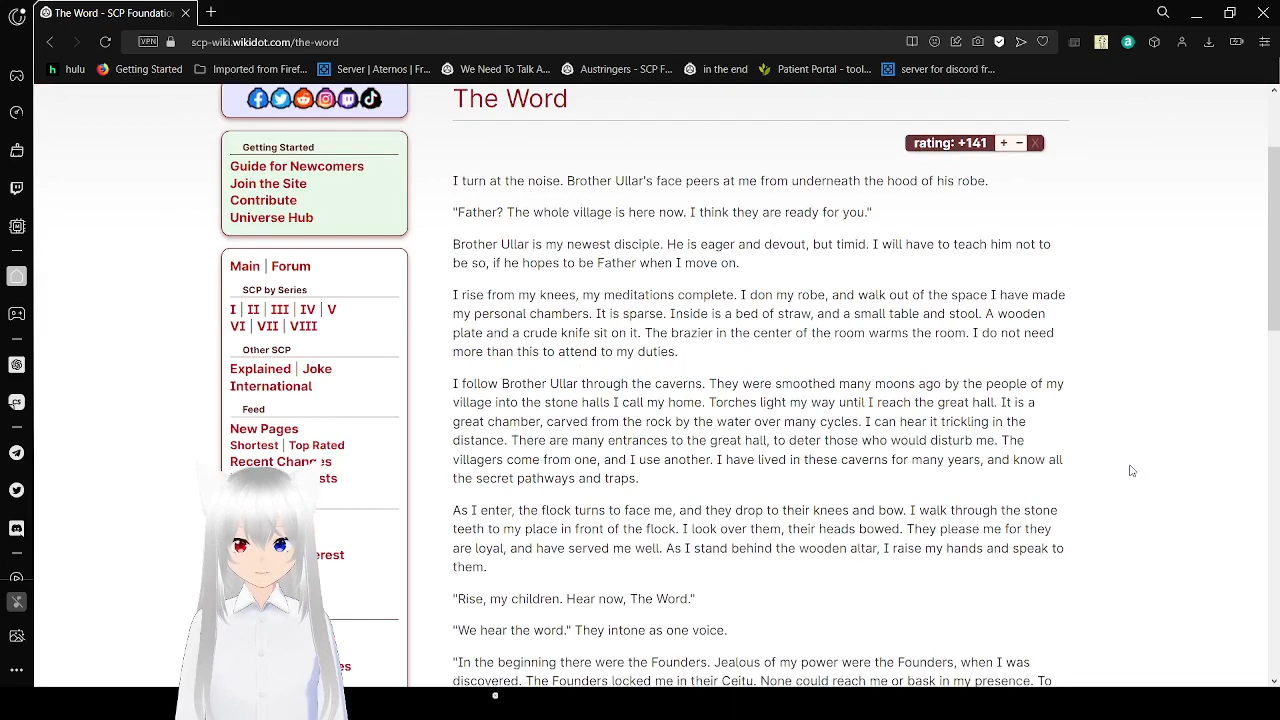 The Word - SCP Foundatio
VPN
scp-wiki.wikidot.com/the-word
hulu
Getting Started
Imported from Firef...
Server | Aternos | Fr...
We Need To Talk A...
Austringers - SCP F...
in the end
Patient Portal - tool...
server for discord fr...
Getting Started
Guide for Newcomers
Join the Site
Contribute
Universe Hub
Main | Forum
SCP by Series
I | II | III | IV | V
VI | VII | VIII
Other SCP
Explained | Joke
International
Feed
New Pages
Shortest | Top Rated
Recent Changes
The Word
rating: +141 + − X
I turn at the noise. Brother Ullar's face peers at me from underneath the hood of his robe.
"Father? The whole village is here now. I think they are ready for you."
Brother Ullar is my newest disciple. He is eager and devout, but timid. I will have to teach him not to
be so, if he hopes to be Father when I move on.
I rise from my knees, my meditations complete. I don my robe, and walk out of the space I have made
my personal chambers. It is sparse. Inside is a bed of straw, and a small table and stool. A wooden
plate and a crude knife sit on it. The brazier in the center of the room warms the room. I do not need
more than this to attend to my duties.
I follow Brother Ullar through the caverns. They were smoothed many moons ago by the people of my
village into the stone halls I call my home. Torches light my way until I reach the great hall. It is a
great chamber, carved from the rock by the water over many cycles. I can hear it trickling in the
distance. There are many entrances to the great hall, to deter those who would disturb me. The
villagers come from one, and I use another. I have lived in these caverns for many years, and know all
the secret pathways and traps.
As I enter, the flock turns to face me, and they drop to their knees and bow. I walk through the stone
teeth to my place in front of the flock. I look over them, their heads bowed. They please me for they
are loyal, and have served me well. As I stand behind the wooden altar, I raise my hands and speak to
them.
"Rise, my children. Hear now, The Word."
"We hear the word." They intone as one voice.
"In the beginning there were the Founders. Jealous of my power were the Founders, when I was
discovered. The Founders locked me in their Ceitu. None could reach me or bask in my presence. To